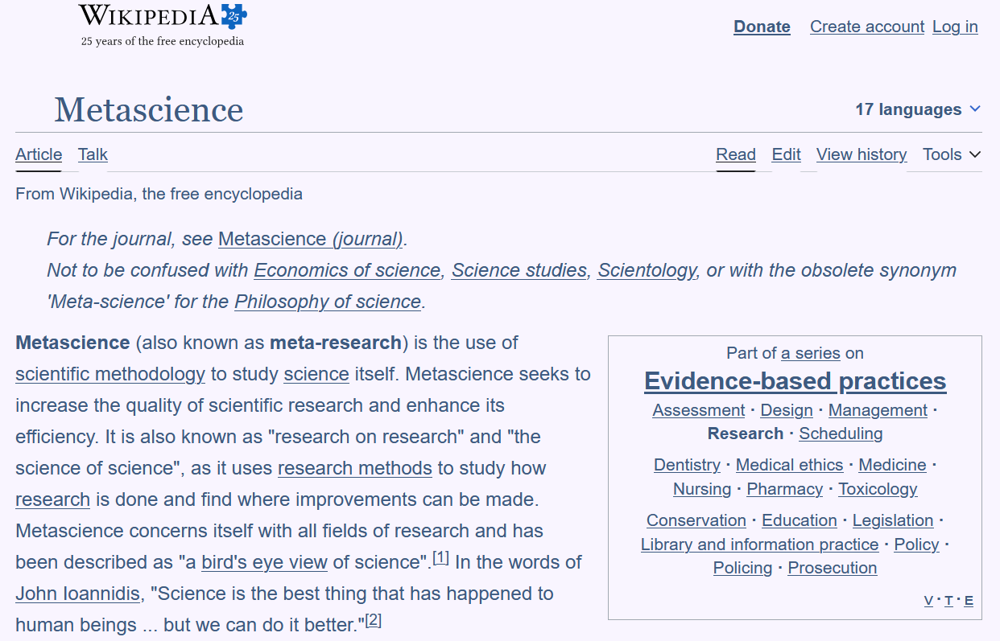 WIKIPEDIA 25
25 years of the free encyclopedia
Donate Create account Log in
Metascience
17 languages
Article Talk
Read Edit View history Tools
From Wikipedia, the free encyclopedia
For the journal, see Metascience (journal).
Not to be confused with Economics of science, Science studies, Scientology, or with the obsolete synonym
'Meta-science' for the Philosophy of science.
Metascience (also known as meta-research) is the use of
scientific methodology to study science itself. Metascience seeks to
increase the quality of scientific research and enhance its
efficiency. It is also known as "research on research" and "the
science of science", as it uses research methods to study how
research is done and find where improvements can be made.
Metascience concerns itself with all fields of research and has
been described as "a bird's eye view of science".[1] In the words of
John Ioannidis, "Science is the best thing that has happened to
human beings ... but we can do it better."[2]
Part of a series on
Evidence-based practices
Assessment · Design · Management ·
Research · Scheduling
Dentistry · Medical ethics · Medicine ·
Nursing · Pharmacy · Toxicology
Conservation · Education · Legislation ·
Library and information practice · Policy ·
Policing · Prosecution
V · T · E